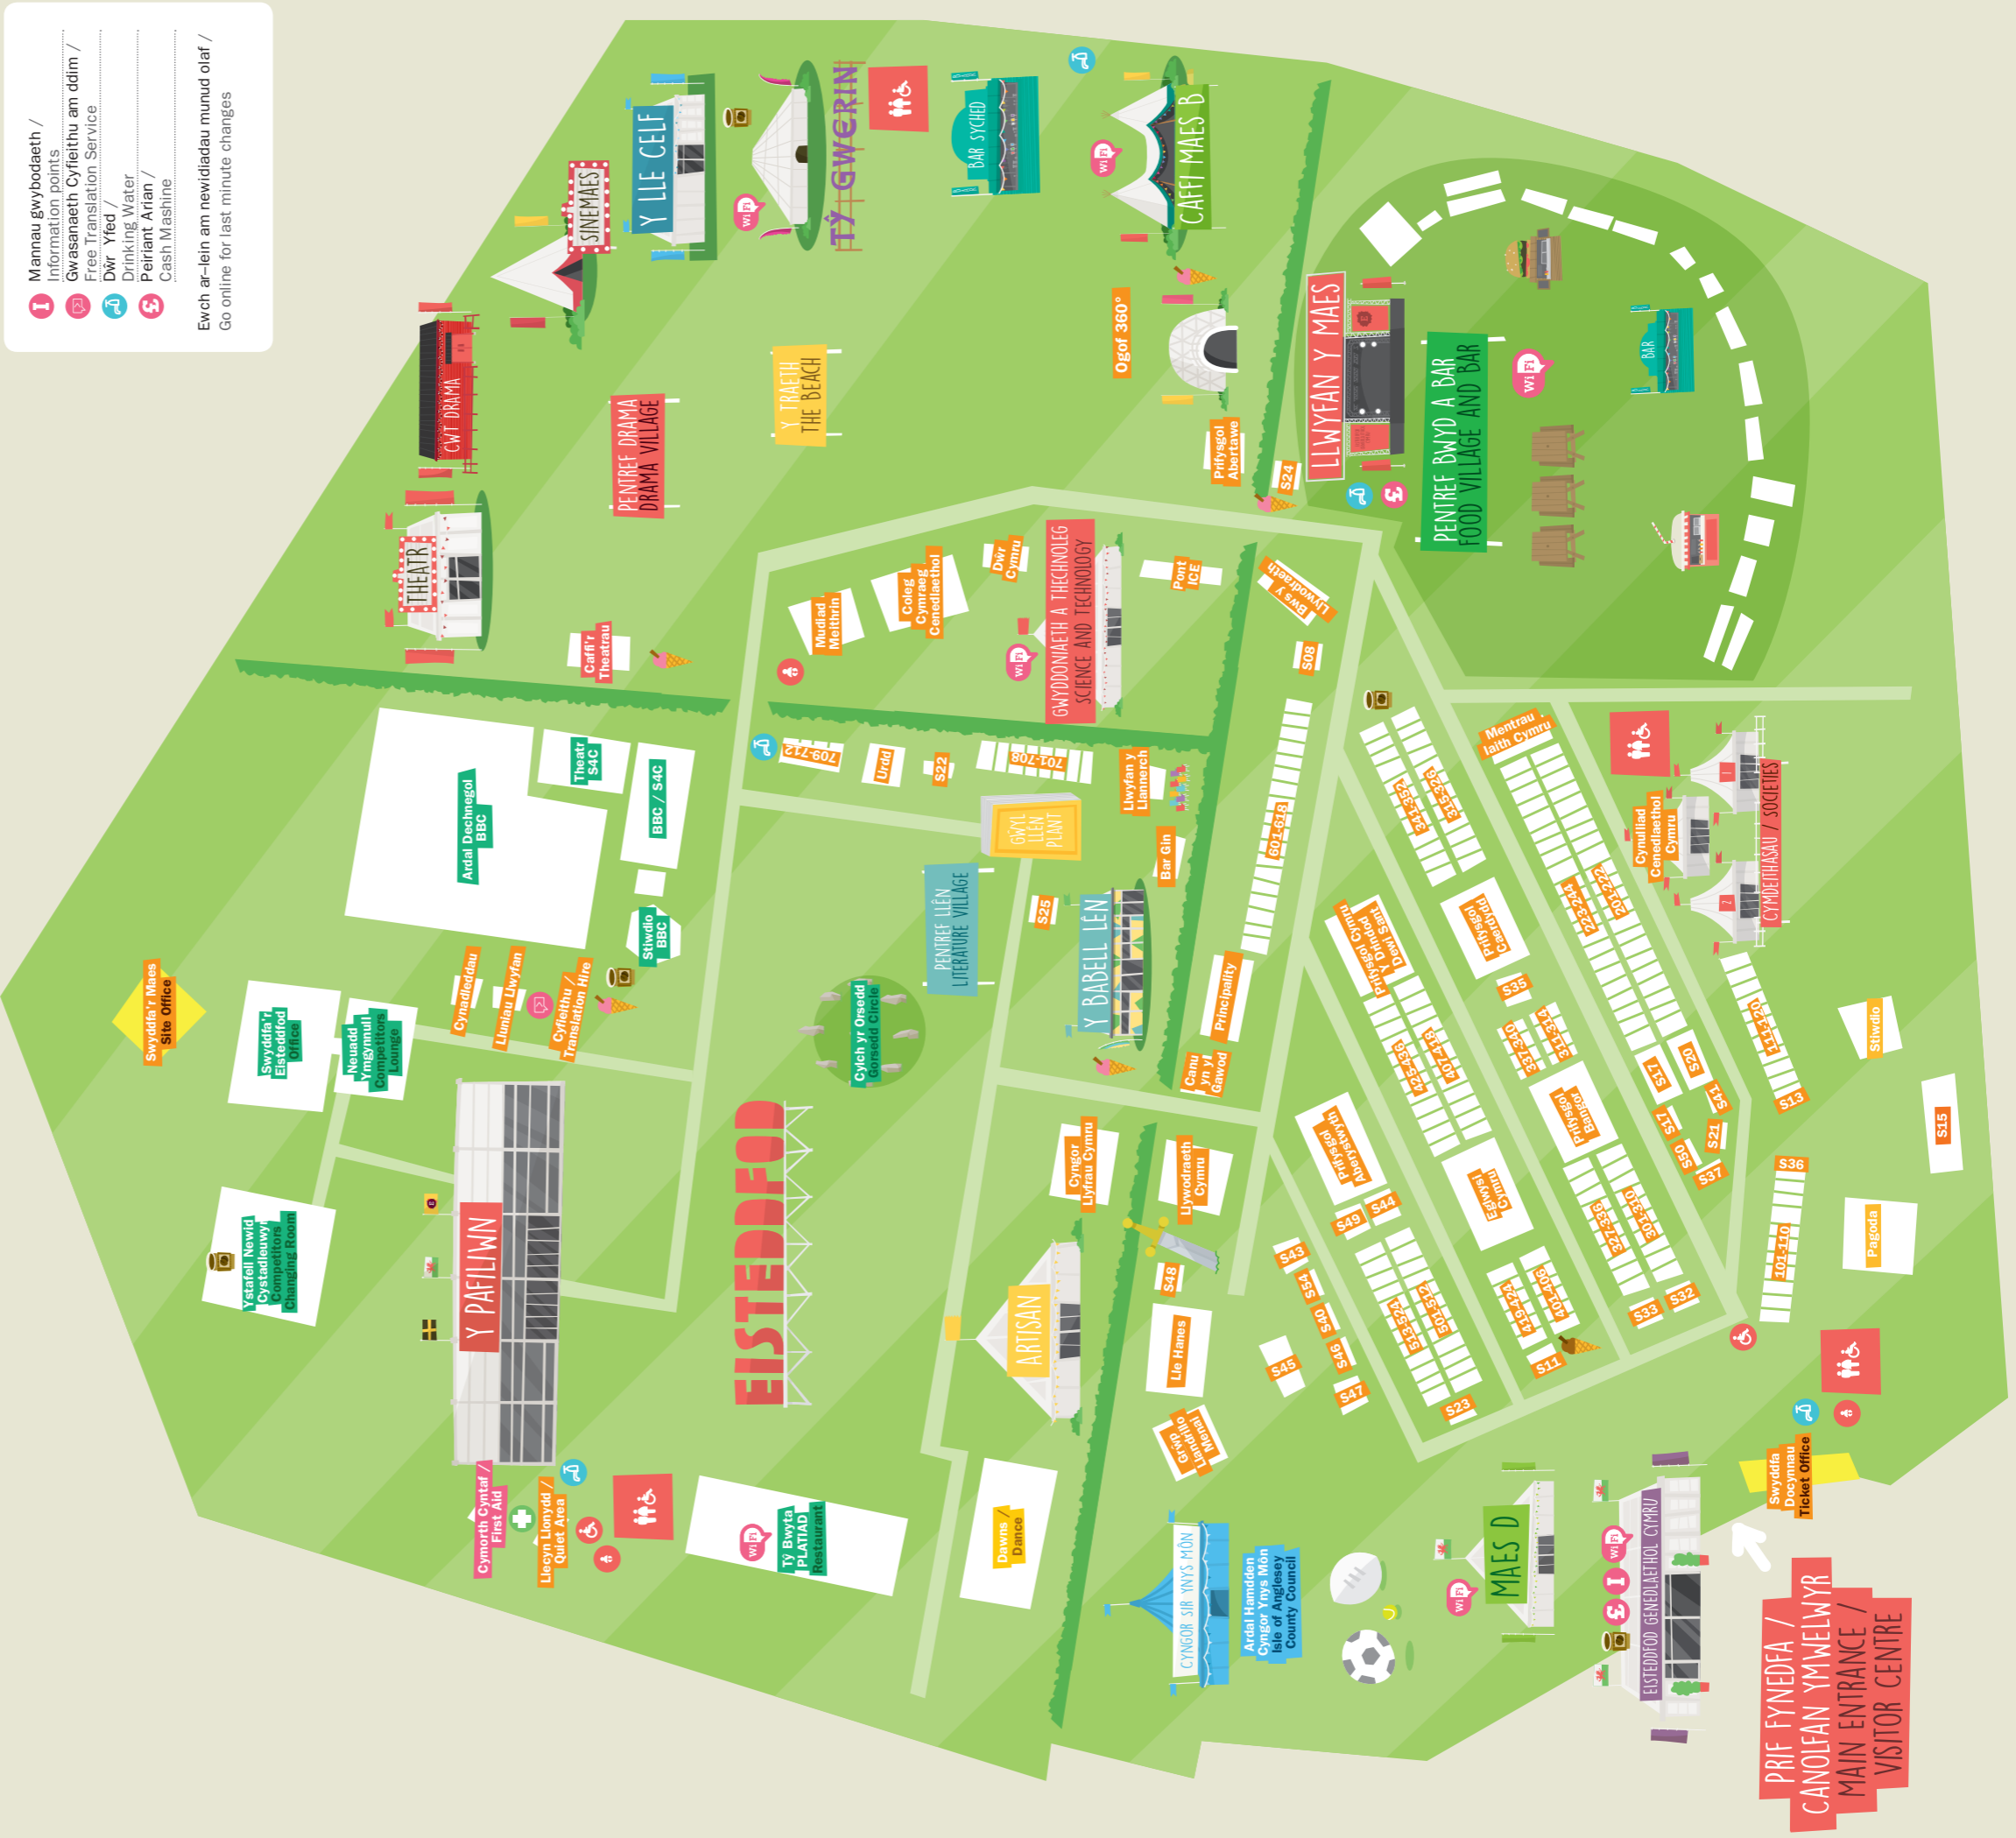 Mannau gwybodaeth /
Information points
Gwasanaeth Cyfieithu am ddim /
Free Translation Service
Dŵr Yfed /
Drinking Water
Peiriant Arian /
Cash Mashine
Ewch ar–lein am newidiadau munud olaf /
Go online for last minute changes
Swyddfa'r Maes
Site Office
Swyddfa'r
Eisteddfod
Office
Neuadd
Ymgynnull
Competitors
Lounge
Ystafell Newid
Cystadleuwyr
Competitors
Changing Room
Y PAFILIWN
Cynadleddau
Lluniau Llwyfan
Cyfleithu /
Translation Hire
Stiwdio
BBC
Ardal Dechnegol
BBC
Theatr
S4C
BBC / S4C
THEATR
CWT DRAMA
SINEMAES
Y LLE CELF
PENTREF DRAMA
DRAMA VILLAGE
Caffi'r
Theatrau
Y TRAETH
THE BEACH
WiFi
TŶ GWERIN
BAR SYCHED
WiFi
CAFFI MAES B
Ogof 360°
Prifysgol
Abertawe
S24
LLWYFAN Y MAES
PENTREF BWYD A BAR
FOOD VILLAGE AND BAR
WiFi
BAR
Mudiad
Meithrin
Coleg
Cymraeg
Cenedlaethol
Dŵr
Cymru
WiFi
GWYDDONIAETH A THECHNOLEG
SCIENCE AND TECHNOLOGY
Pont
ICE
Bws y
Llywodraeth
S08
709-712
Urdd
S22
701-708
Llwyfan y
Llannerch
GŴYL
LLÊN
PLANT
Bar Gin
601-618
PENTREF LLÊN
LITERATURE VILLAGE
S25
Y BABELL LÊN
Cylch yr Orsedd
Gorsedd Circle
Principality
Canu
yn y
Gawod
EISTEDDFOD
Cyngor
Llyfrau Cymru
Llywodraeth
Cymru
ARTISAN
S48
Lle Hanes
Grŵp
Llandrillo
Menai
Cymorth Cyntaf /
First Aid
Llecyn Llonydd /
Quiet Area
WiFi
Tŷ Bwyta
PLATIAD
Restaurant
Dawns /
Dance
CYNGOR SIR YNYS MÔN
Ardal Hamdden
Cyngor Ynys Môn
Isle of Anglesey
County Council
341-352
315-326
Mentrau
Iaith Cymru
Prifysgol Cymru
Y Drindod
Dewi Sant
Prifysgol
Caerdydd
S35
223-244
201-222
Cynulliad
Cenedlaethol
Cymru
1
2
CYMDEITHASAU / SOCIETIES
425-436
407-418
337-340
311-314
Prifysgol
Bangor
S17
S20
S41
S17
S21
S50
S37
111-120
S13
Stiwdio
S15
Pagoda
S36
101-110
Prifysgol
Aberystwyth
S49
S44
Eglwysi
Cymru
327-336
301-310
S33
S32
S43
S54
S40
S46
S47
S45
513-524
501-512
S23
419-424
401-406
S11
WiFi
MAES D
WiFi
EISTEDDFOD GENEDLAETHOL CYMRU
Swyddfa
Docynnau
Ticket Office
PRIF FYNEDFA /
CANOLFAN YMWELWYR
MAIN ENTRANCE /
VISITOR CENTRE